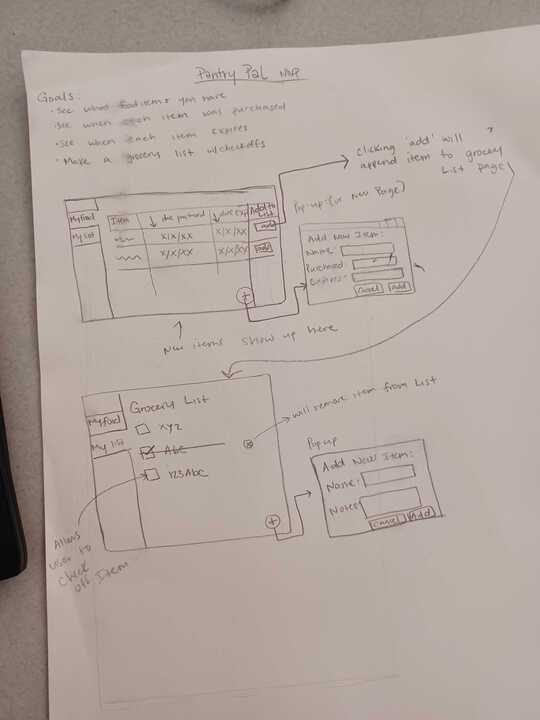 Pantry Pal MVP
Goals:
· See what food items you have
· See when each item was purchased
· See when each item expires
· Make a grocery list w/checkoffs
clicking "add" will
append item to grocery
List page
Pop-up (or New Page)
My Food
My List
Item
↓ date purchased
↓ date exp
Add to
List
x/x/xx
x/x/xx
add
x/x/xx
x/x/xx
add
+
Add New Item:
Name:
Purchased:
Expires:
Cancel
Add
New items show up here
Grocery List
My Food
My list
XYZ
ABC
123Abc
will remove item from List
+
Pop up
Add New Item:
Name:
Notes:
Cancel
Add
Allows
user to
check
off Item